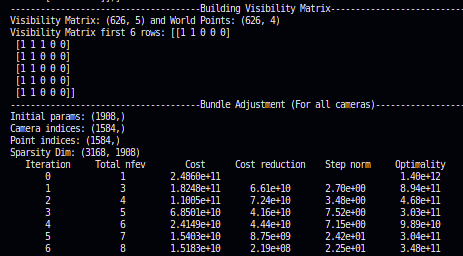 -----------------------------------Building Visibility Matrix-------------------------
Visibility Matrix: (626, 5) and World Points: (626, 4)
Visibility Matrix first 6 rows: [[1 1 0 0 0]
[1 1 1 0 0]
[1 1 0 0 0]
[1 1 0 0 0]
[1 1 0 0 0]
[1 1 0 0 0]]
-----------------------------------Bundle Adjustment (For all cameras)----------------
Initial params: (1908,)
Camera indices: (1584,)
Point indices: (1584,)
Sparsity Dim: (3168, 1908)
Iteration Total nfev Cost Cost reduction Step norm Optimality
0 1 2.4860e+11 1.40e+12
1 3 1.8248e+11 6.61e+10 2.70e+00 8.94e+11
2 4 1.1005e+11 7.24e+10 3.48e+00 4.68e+11
3 5 6.8501e+10 4.16e+10 7.52e+00 3.03e+11
4 6 2.4149e+10 4.44e+10 7.15e+00 9.89e+10
5 7 1.5403e+10 8.75e+09 2.42e+01 3.04e+11
6 8 1.5183e+10 2.19e+08 2.25e+01 3.48e+11